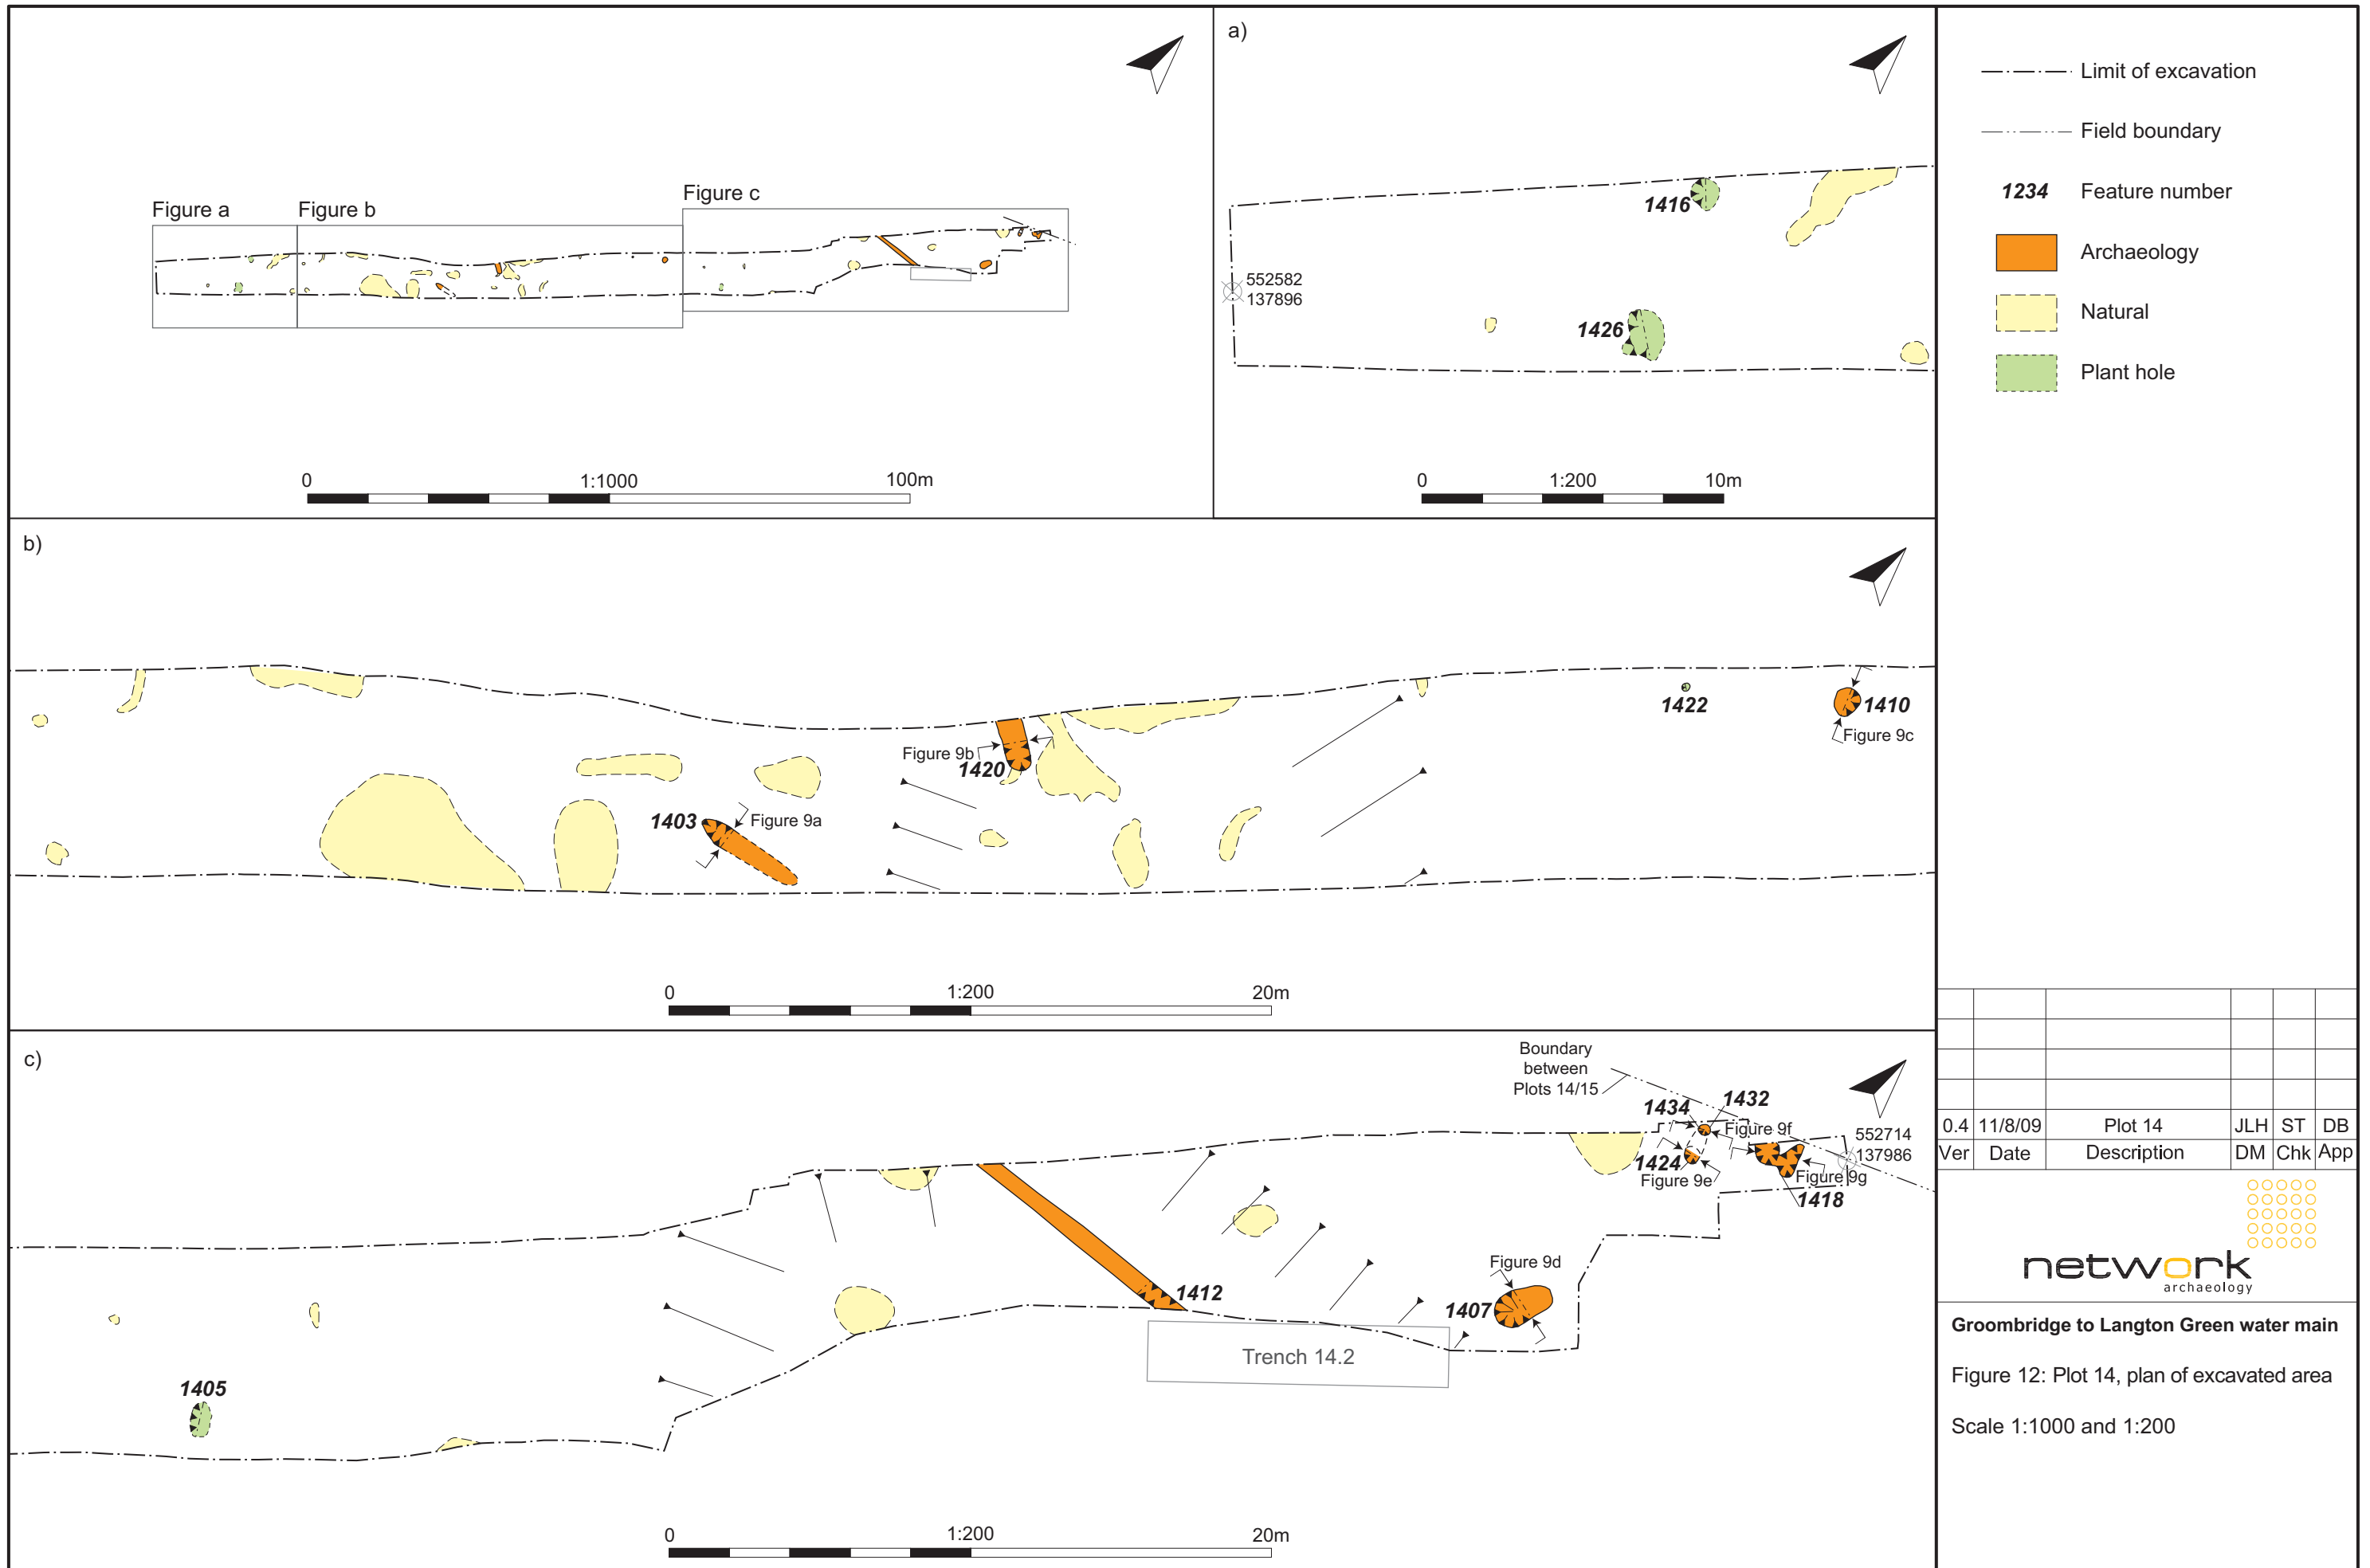 Figure a
Figure b
Figure c
0
1:1000
100m
a)
1416
552582
137896
1426
0
1:200
10m
b)
Figure 9b
1420
1403
Figure 9a
1422
1410
Figure 9c
0
1:200
20m
c)
Boundary
between
Plots 14/15
1434
1432
Figure 9f
552714
137986
1424
Figure 9e
Figure 9g
1418
Figure 9d
1412
1407
Trench 14.2
1405
0
1:200
20m
Limit of excavation
Field boundary
1234 Feature number
Archaeology
Natural
Plant hole
0.4 11/8/09 Plot 14 JLH ST DB
Ver Date Description DM Chk App
network
archaeology
Groombridge to Langton Green water main
Figure 12: Plot 14, plan of excavated area
Scale 1:1000 and 1:200